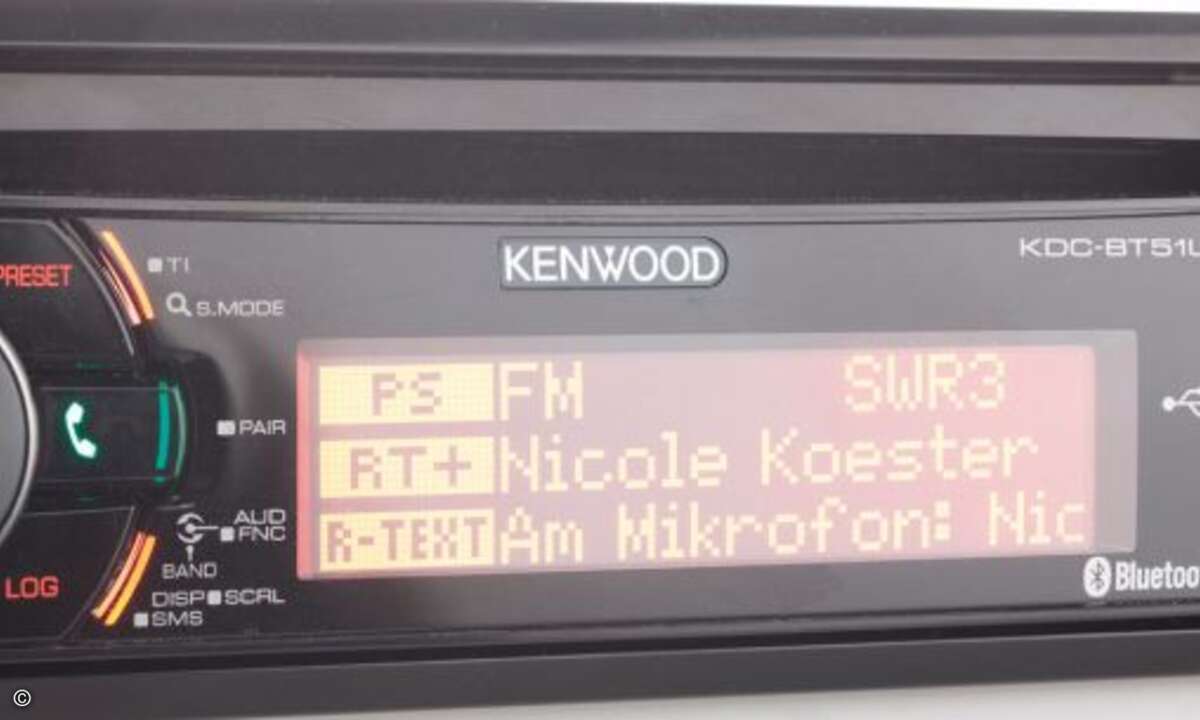 KENWOOD
KDC-BT51U
PRESET
TI
S.MODE
PS FM SWR3
PAIR
RT+ Nicole Koester
R-TEXT Am Mikrofon: Nic
AUD
FNC
BAND
LOG
DISP SCRL
SMS
Bluetoo
©